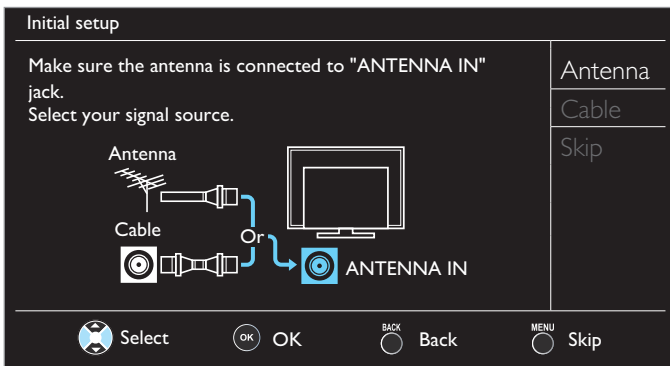 Initial setup
Make sure the antenna is connected to "ANTENNA IN"
jack.
Select your signal source.
Antenna
Cable
Skip
Antenna
Cable
Or
ANTENNA IN
Select
OK
OK
BACK
Back
MENU
Skip